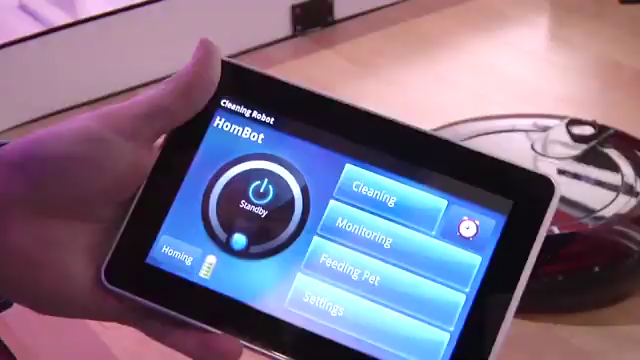 Cleaning Robot
HomBot
Standby
Homing
Cleaning
Monitoring
Feeding Pet
Settings